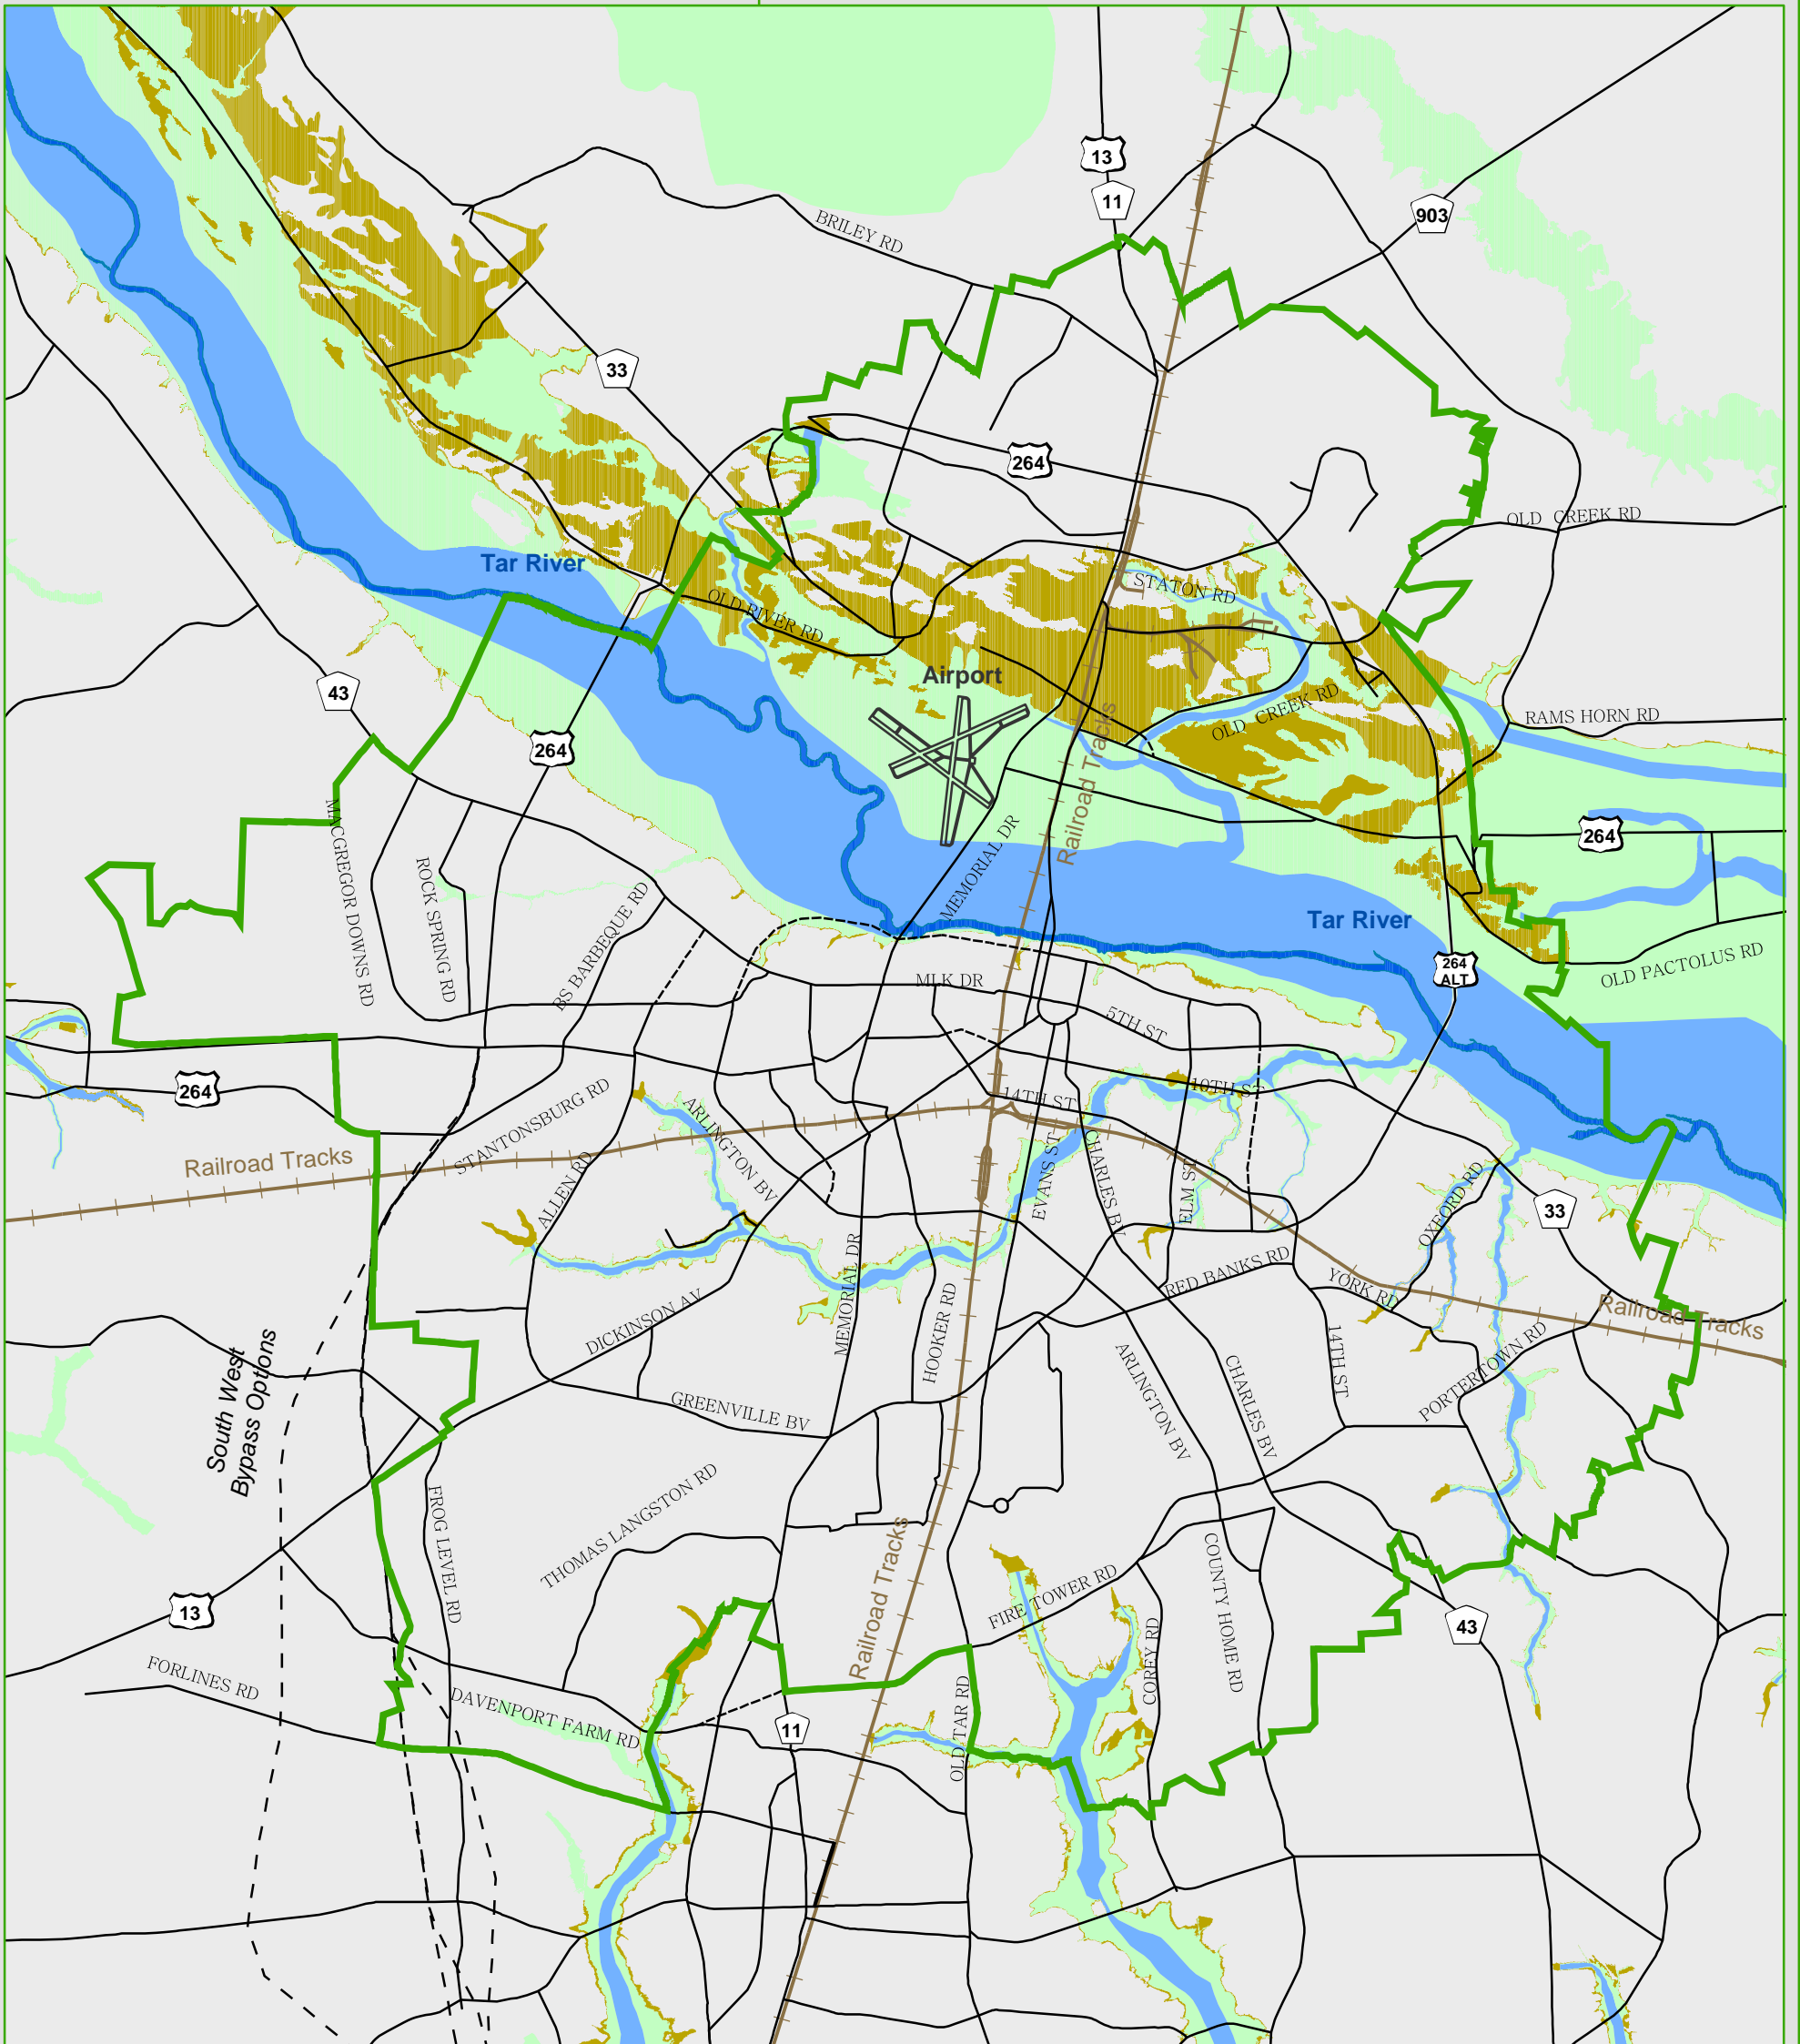 13
11
903
BRILEY RD
33
264
OLD CREEK RD
Tar River
STATON RD
OLD RIVER RD
Airport
43
OLD CREEK RD
RAMS HORN RD
264
Railroad Tracks
MACGREGOR DOWNS RD
264
ROCK SPRING RD
MEMORIAL DR
BS BARBEQUE RD
Tar River
264
ALT
OLD PACTOLUS RD
MLK DR
5TH ST
264
10TH ST
14TH ST
STANTONSBURG RD
ARLINGTON BV
Railroad Tracks
ALLEN RD
EVANS ST
CHARLES BV
ELM ST
OXFORD RD
33
MEMORIAL DR
RED BANKS RD
YORK RD
HOOKER RD
Railroad Tracks
DICKINSON AV
South West
Bypass Options
14TH ST
PORTERTOWN RD
ARLINGTON BV
CHARLES BV
GREENVILLE BV
THOMAS LANGSTON RD
FROG LEVEL RD
Railroad Tracks
COUNTY HOME RD
FIRE TOWER RD
13
43
COREY RD
FORLINES RD
DAVENPORT FARM RD
11
OLD TAR RD